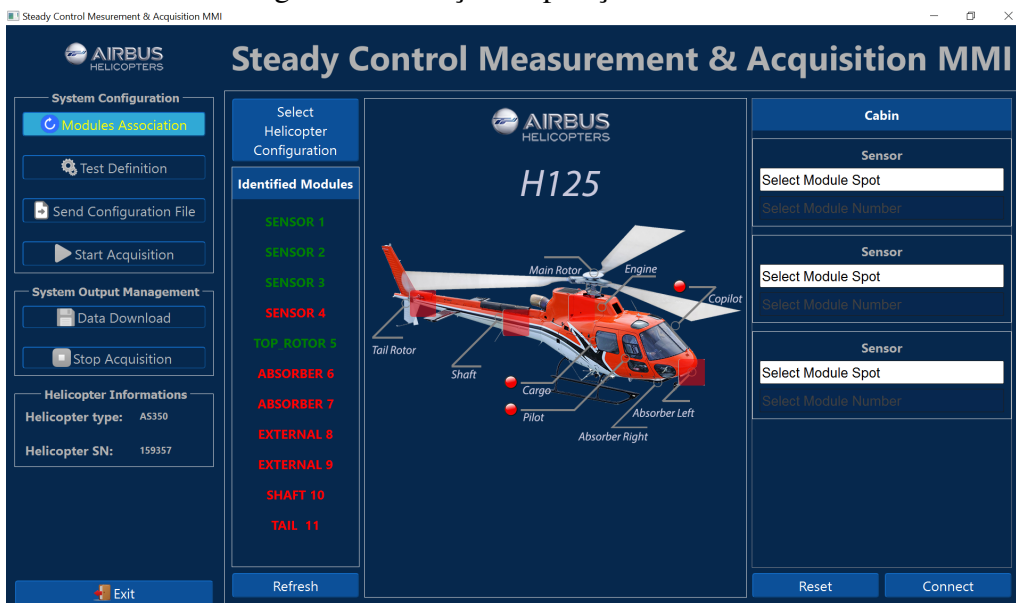 Steady Control Mesurement & Acquisition MMI
AIRBUS
HELICOPTERS
Steady Control Measurement & Acquisition MMI
System Configuration
Modules Association
Test Definition
Send Configuration File
Start Acquisition
System Output Management
Data Download
Stop Acquisition
Helicopter Informations
Helicopter type: AS350
Helicopter SN: 159357
Exit
Select
Helicopter
Configuration
Identified Modules
SENSOR 1
SENSOR 2
SENSOR 3
SENSOR 4
TOP ROTOR 5
ABSORBER 6
ABSORBER 7
EXTERNAL 8
EXTERNAL 9
SHAFT 10
TAIL 11
Refresh
AIRBUS
HELICOPTERS
H125
Main Rotor
Engine
Copilot
Tail Rotor
Shaft
Cargo
Pilot
Absorber Left
Absorber Right
Cabin
Sensor
Select Module Spot
Select Module Number
Sensor
Select Module Spot
Select Module Number
Sensor
Select Module Spot
Select Module Number
Reset
Connect